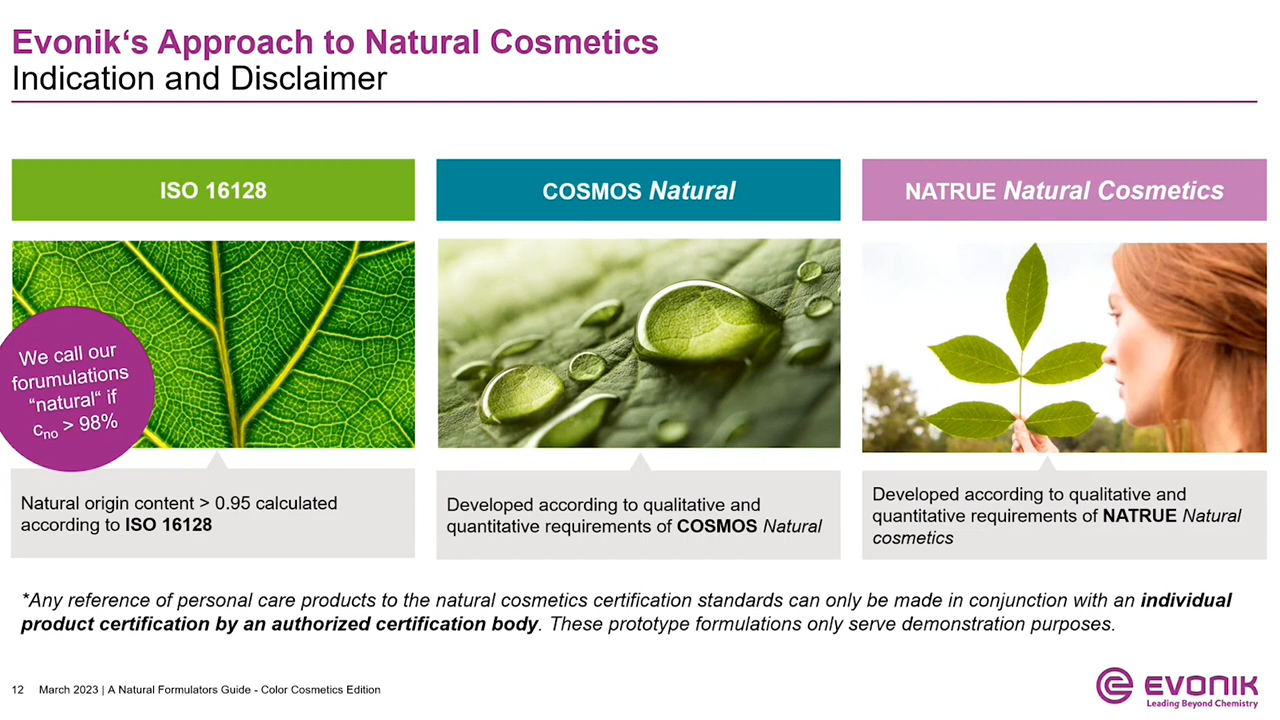 Evonik‘s Approach to Natural Cosmetics
Indication and Disclaimer
ISO 16128
COSMOS Natural
NATRUE Natural Cosmetics
We call our
forumulations
“natural“ if
cno > 98%
Natural origin content > 0.95 calculated
according to ISO 16128
Developed according to qualitative and
quantitative requirements of COSMOS Natural
Developed according to qualitative and
quantitative requirements of NATRUE Natural
cosmetics
*Any reference of personal care products to the natural cosmetics certification standards can only be made in conjunction with an individual
product certification by an authorized certification body. These prototype formulations only serve demonstration purposes.
12 March 2023 | A Natural Formulators Guide - Color Cosmetics Edition
EVONIK
Leading Beyond Chemistry